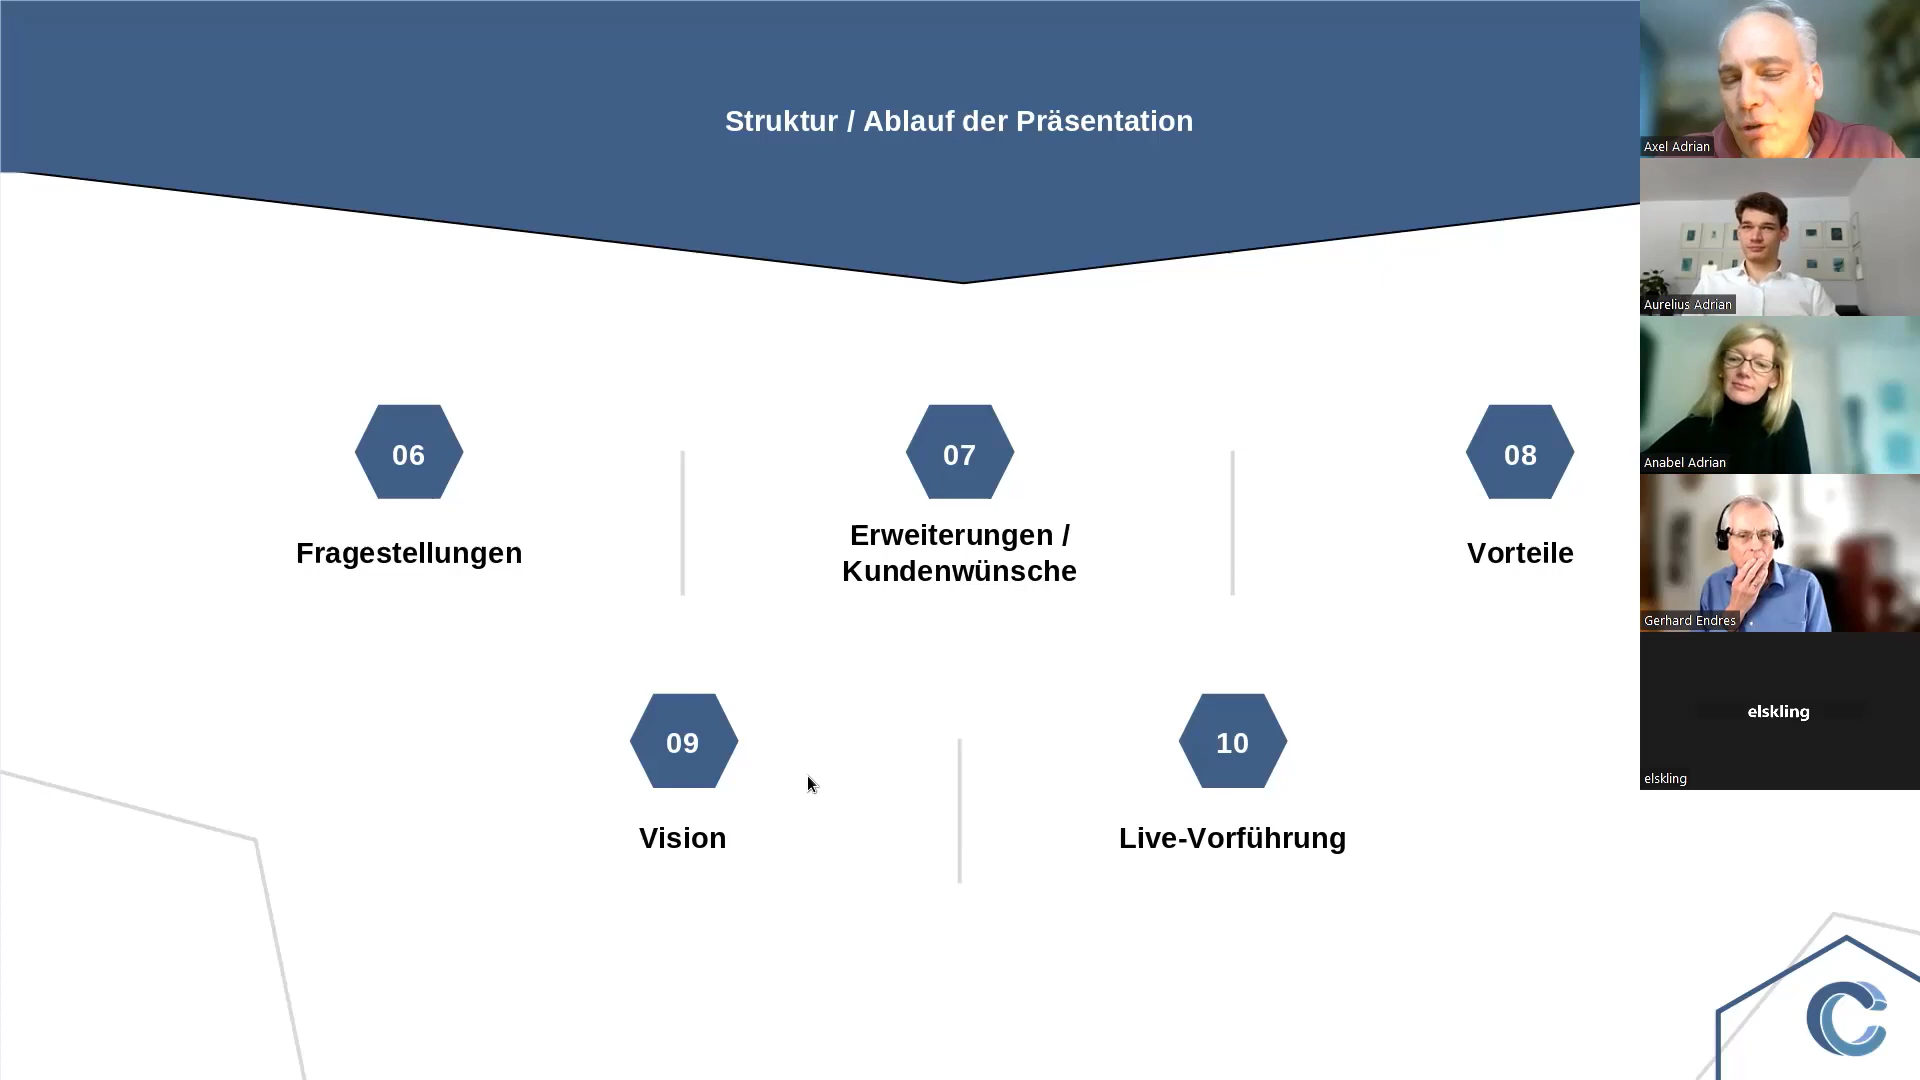 Struktur / Ablauf der Präsentation
06
07
08
Fragestellungen
Erweiterungen /
Kundenwünsche
Vorteile
09
10
Vision
Live-Vorführung
Axel Adrian
Aurelius Adrian
Anabel Adrian
Gerhard Endres
elskling
elskling